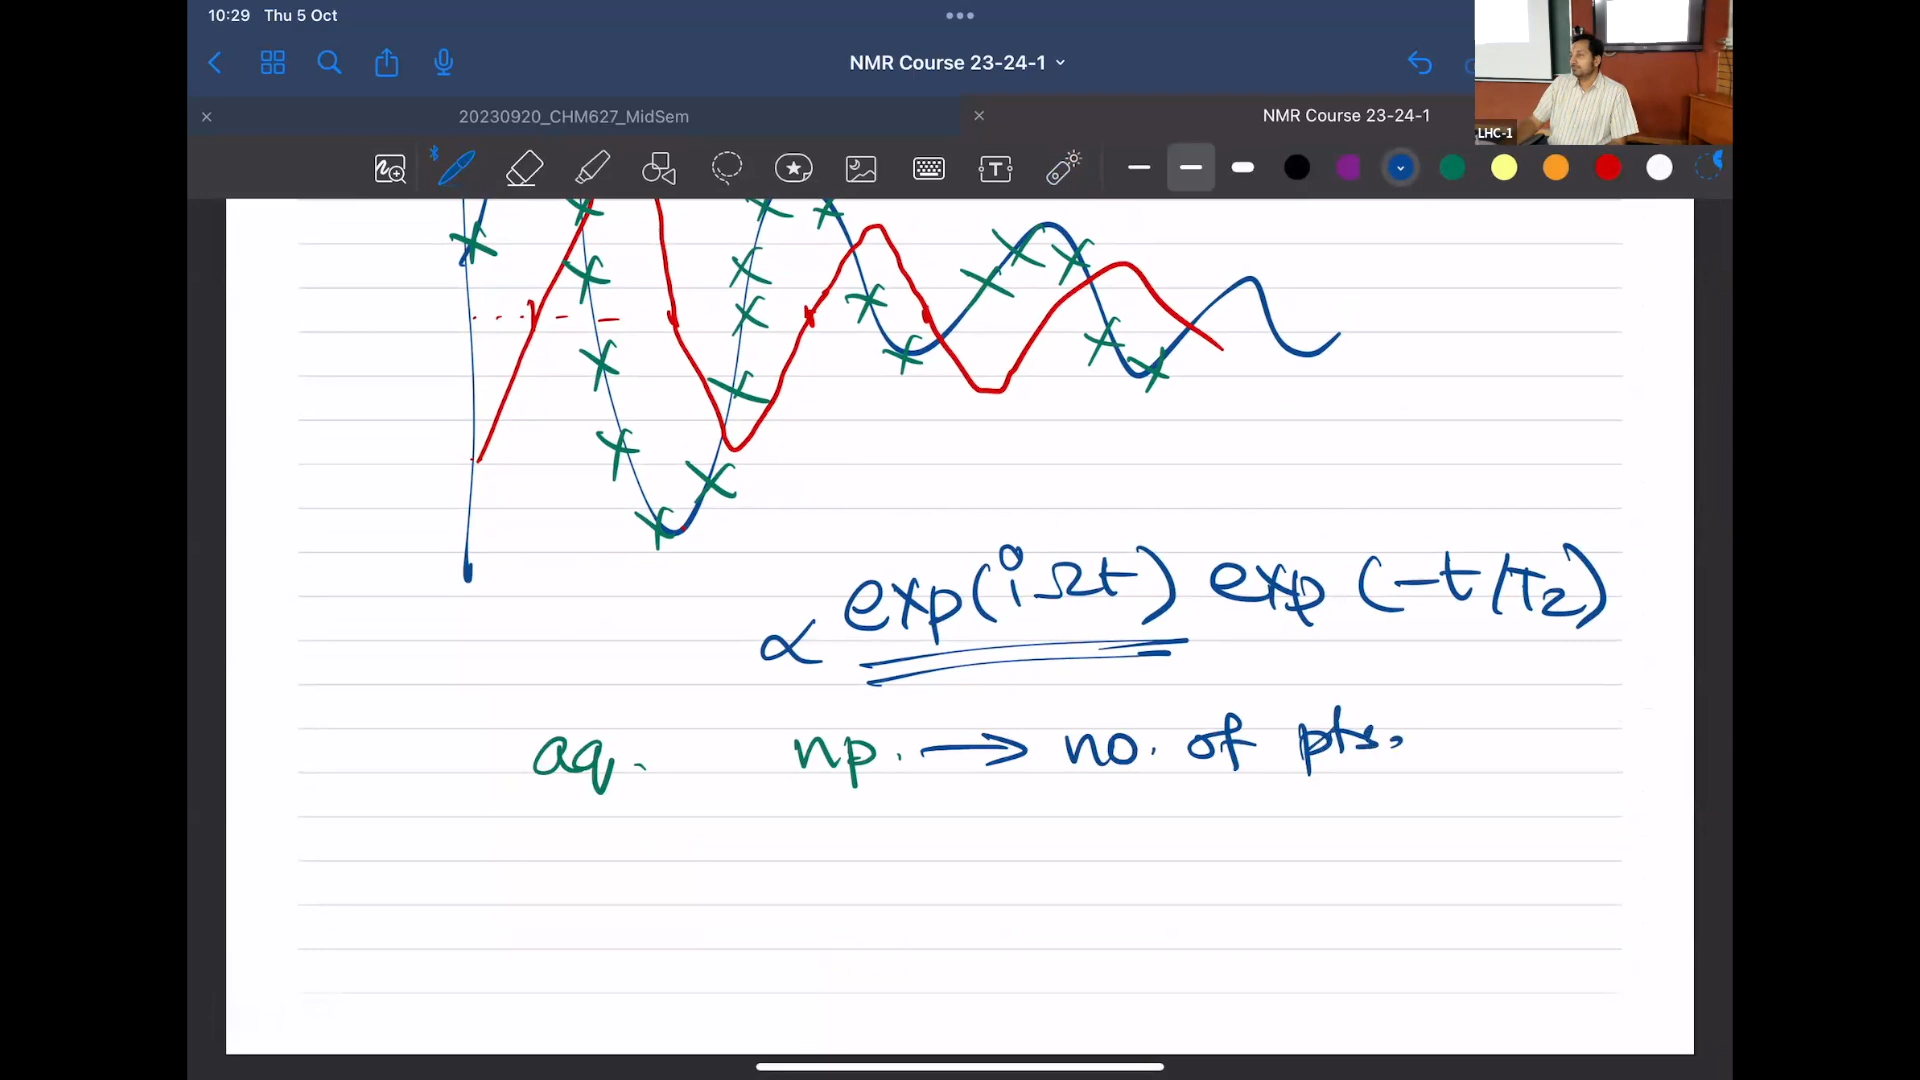 10:29 Thu 5 Oct
NMR Course 23-24-1
20230920_CHM627_MidSem
NMR Course 23-24-1
LHC-1
T
∝ exp(iΩt) exp(-t/T2)
aq. np. → no. of pts.